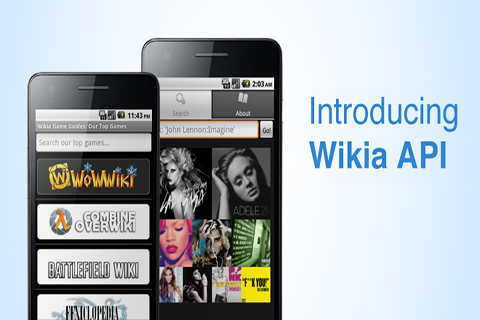 11:43 PM
Wikia Game Guides: Our Top Games
Search our top games...
WOWWIKI
COMBINE
OVERWIKI
BATTLEFIELD WIKI
2:03 AM
Search
About
'John Lennon:Imagine'
Go!
ADELE 21
"F**K YOU!"
Introducing
Wikia API